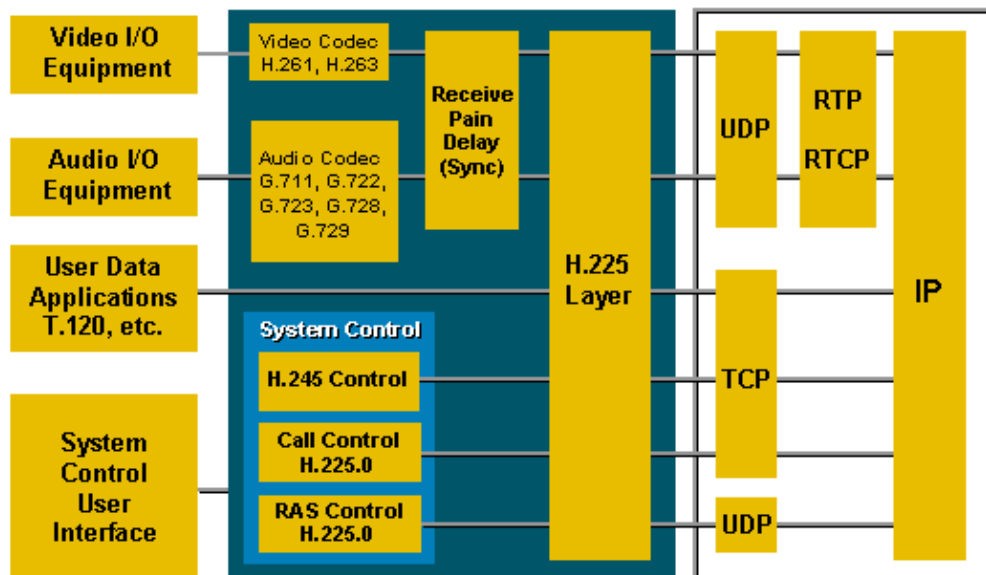 Video I/O
Equipment
Audio I/O
Equipment
User Data
Applications
T.120, etc.
System
Control
User
Interface
Video Codec
H.261, H.263
Audio Codec
G.711, G.722,
G.723, G.728,
G.729
Receive
Pain
Delay
(Sync)
System Control
H.245 Control
Call Control
H.225.0
RAS Control
H.225.0
H.225
Layer
UDP
RTP
RTCP
TCP
UDP
IP